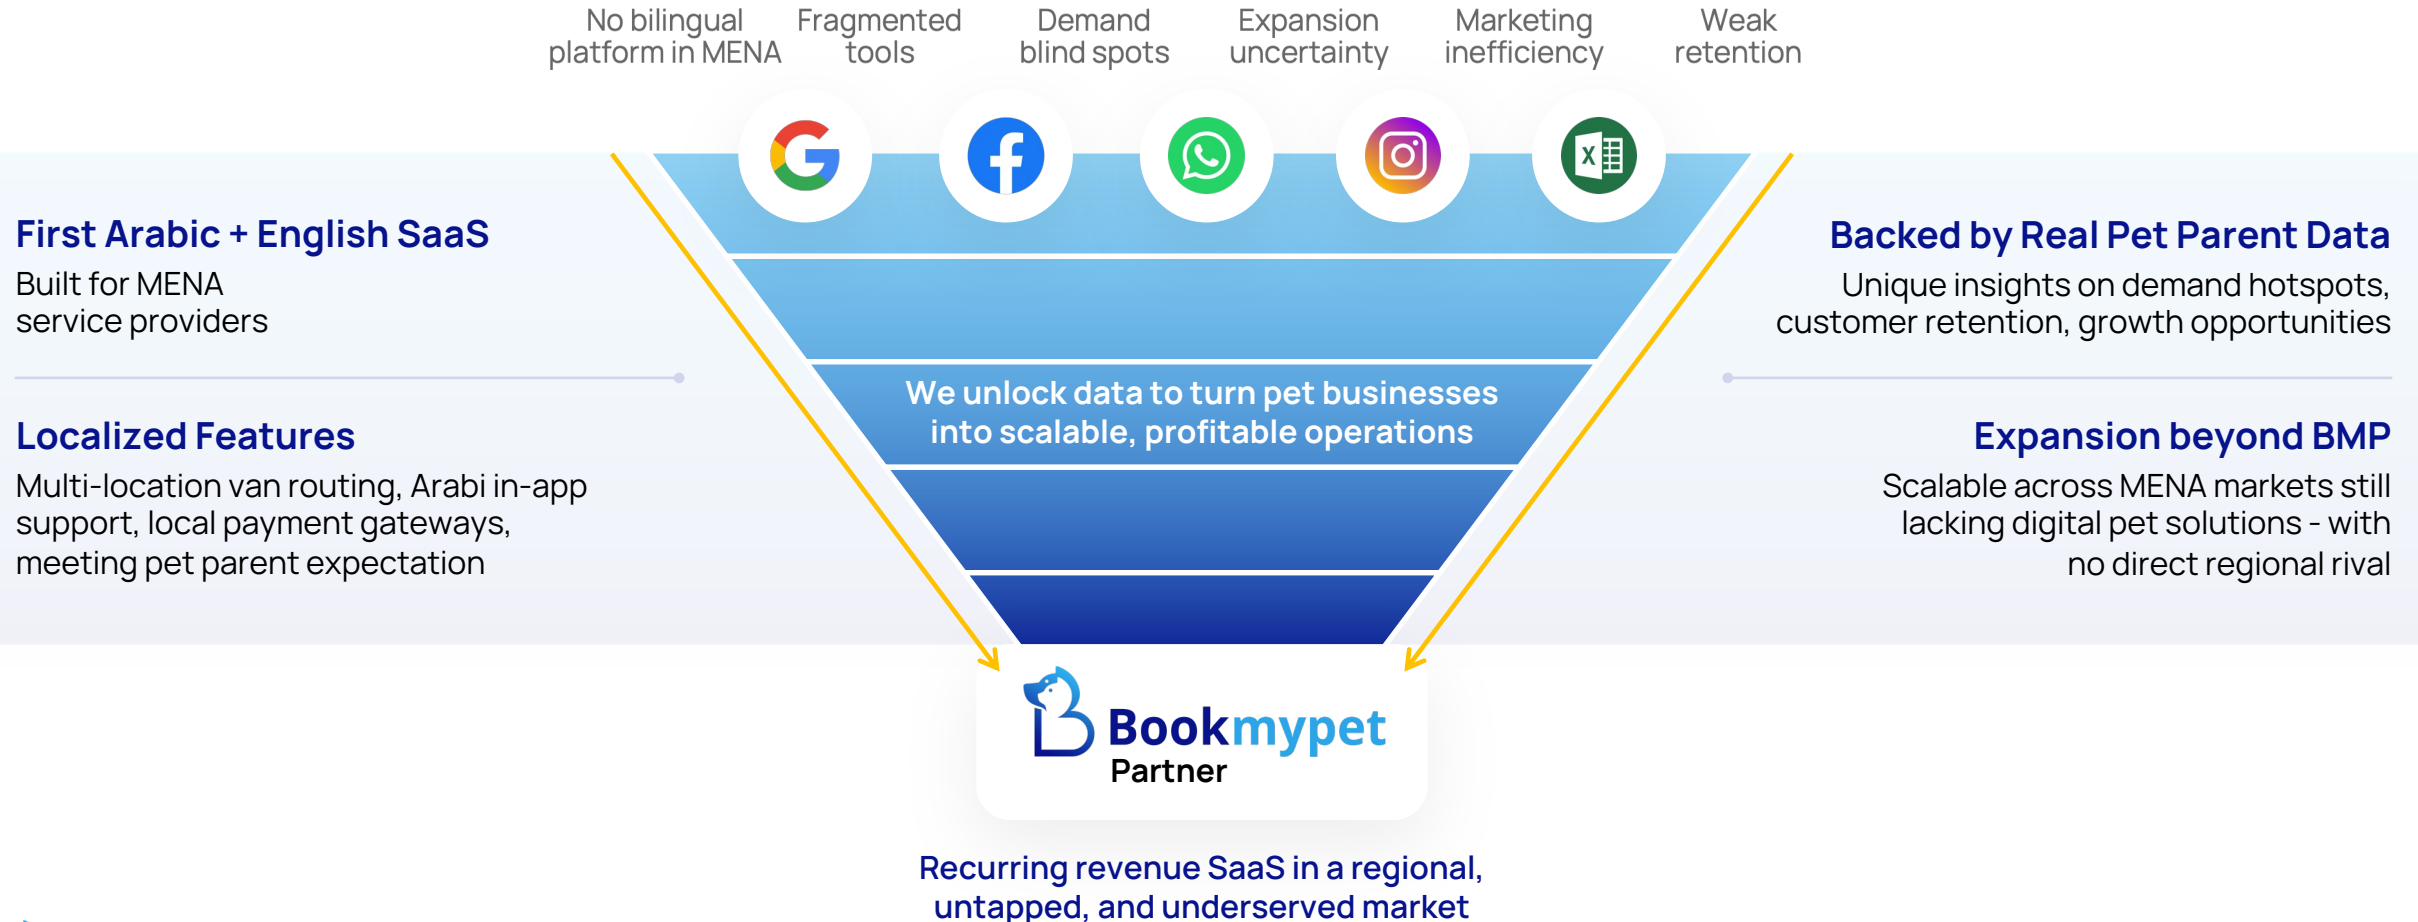 No bilingual
platform in MENA
Fragmented
tools
Demand
blind spots
Expansion
uncertainty
Marketing
inefficiency
Weak
retention
First Arabic + English SaaS
Built for MENA
service providers
Localized Features
Multi-location van routing, Arabi in-app
support, local payment gateways,
meeting pet parent expectation
We unlock data to turn pet businesses
into scalable, profitable operations
Backed by Real Pet Parent Data
Unique insights on demand hotspots,
customer retention, growth opportunities
Expansion beyond BMP
Scalable across MENA markets still
lacking digital pet solutions - with
no direct regional rival
Bookmypet
Partner
Recurring revenue SaaS in a regional,
untapped, and underserved market